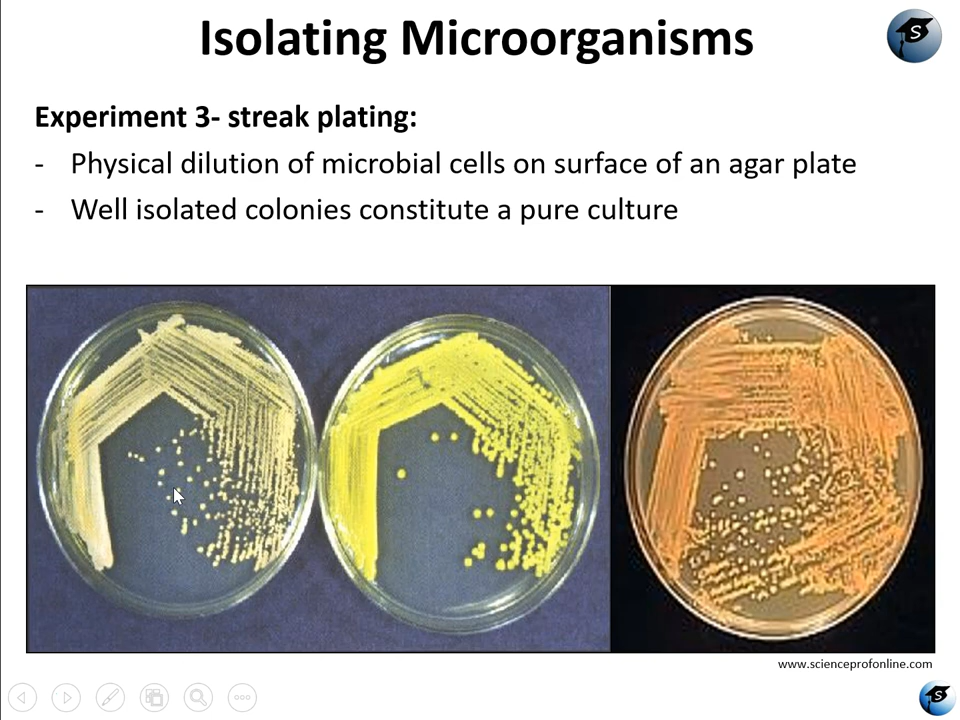 Isolating Microorganisms
S
Experiment 3- streak plating:
- Physical dilution of microbial cells on surface of an agar plate
- Well isolated colonies constitute a pure culture
www.scienceprofonline.com
S